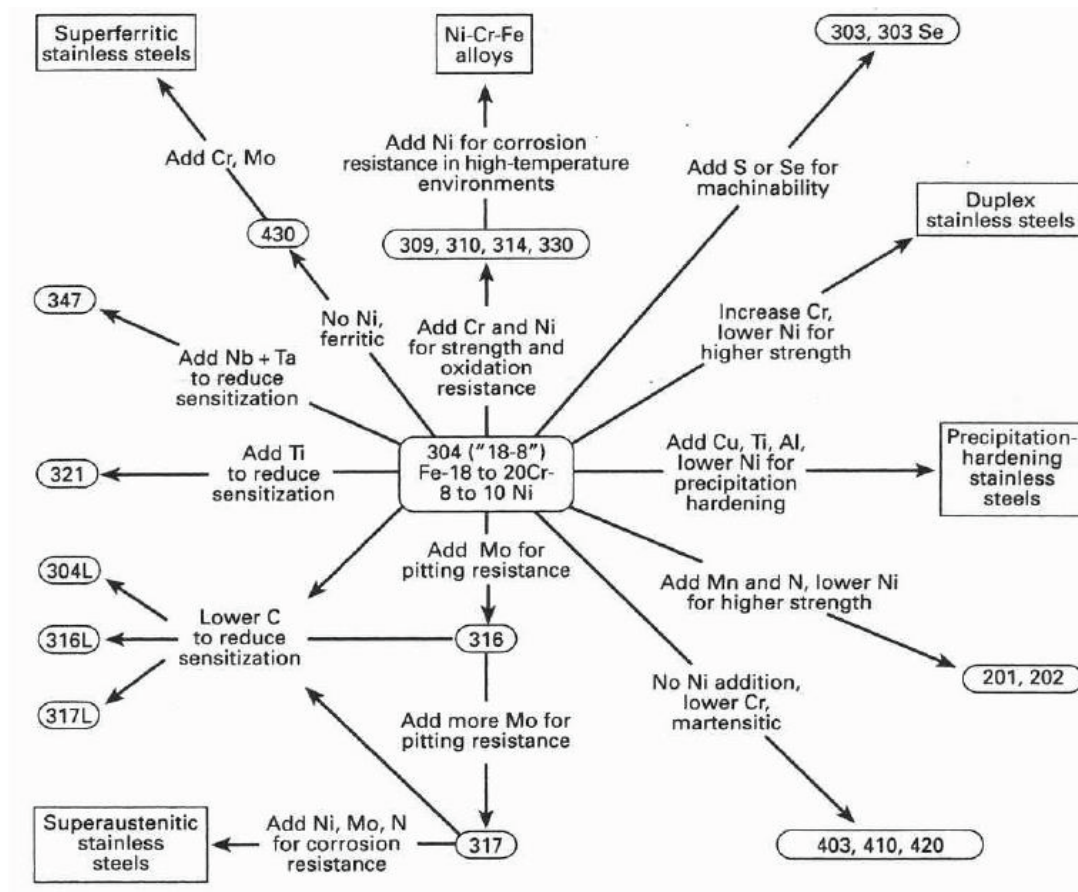 Superferritic
stainless steels
Ni-Cr-Fe
alloys
303, 303 Se
Add Cr, Mo
Add Ni for corrosion
resistance in high-temperature
environments
Add S or Se for
machinability
Duplex
stainless steels
430
309, 310, 314, 330
347
No Ni,
ferritic
Add Cr and Ni
for strength and
oxidation
resistance
Increase Cr,
lower Ni for
higher strength
Add Nb + Ta
to reduce
sensitization
321
Add Ti
to reduce
sensitization
304 ("18-8")
Fe-18 to 20Cr-
8 to 10 Ni
Add Cu, Ti, Al,
lower Ni for
precipitation
hardening
Precipitation-
hardening
stainless
steels
Add Mo for
pitting resistance
Add Mn and N, lower Ni
for higher strength
304L
316L
317L
Lower C
to reduce
sensitization
316
201, 202
No Ni addition,
lower Cr,
martensitic
Add more Mo for
pitting resistance
Superaustenitic
stainless
steels
Add Ni, Mo, N
for corrosion
resistance
317
403, 410, 420